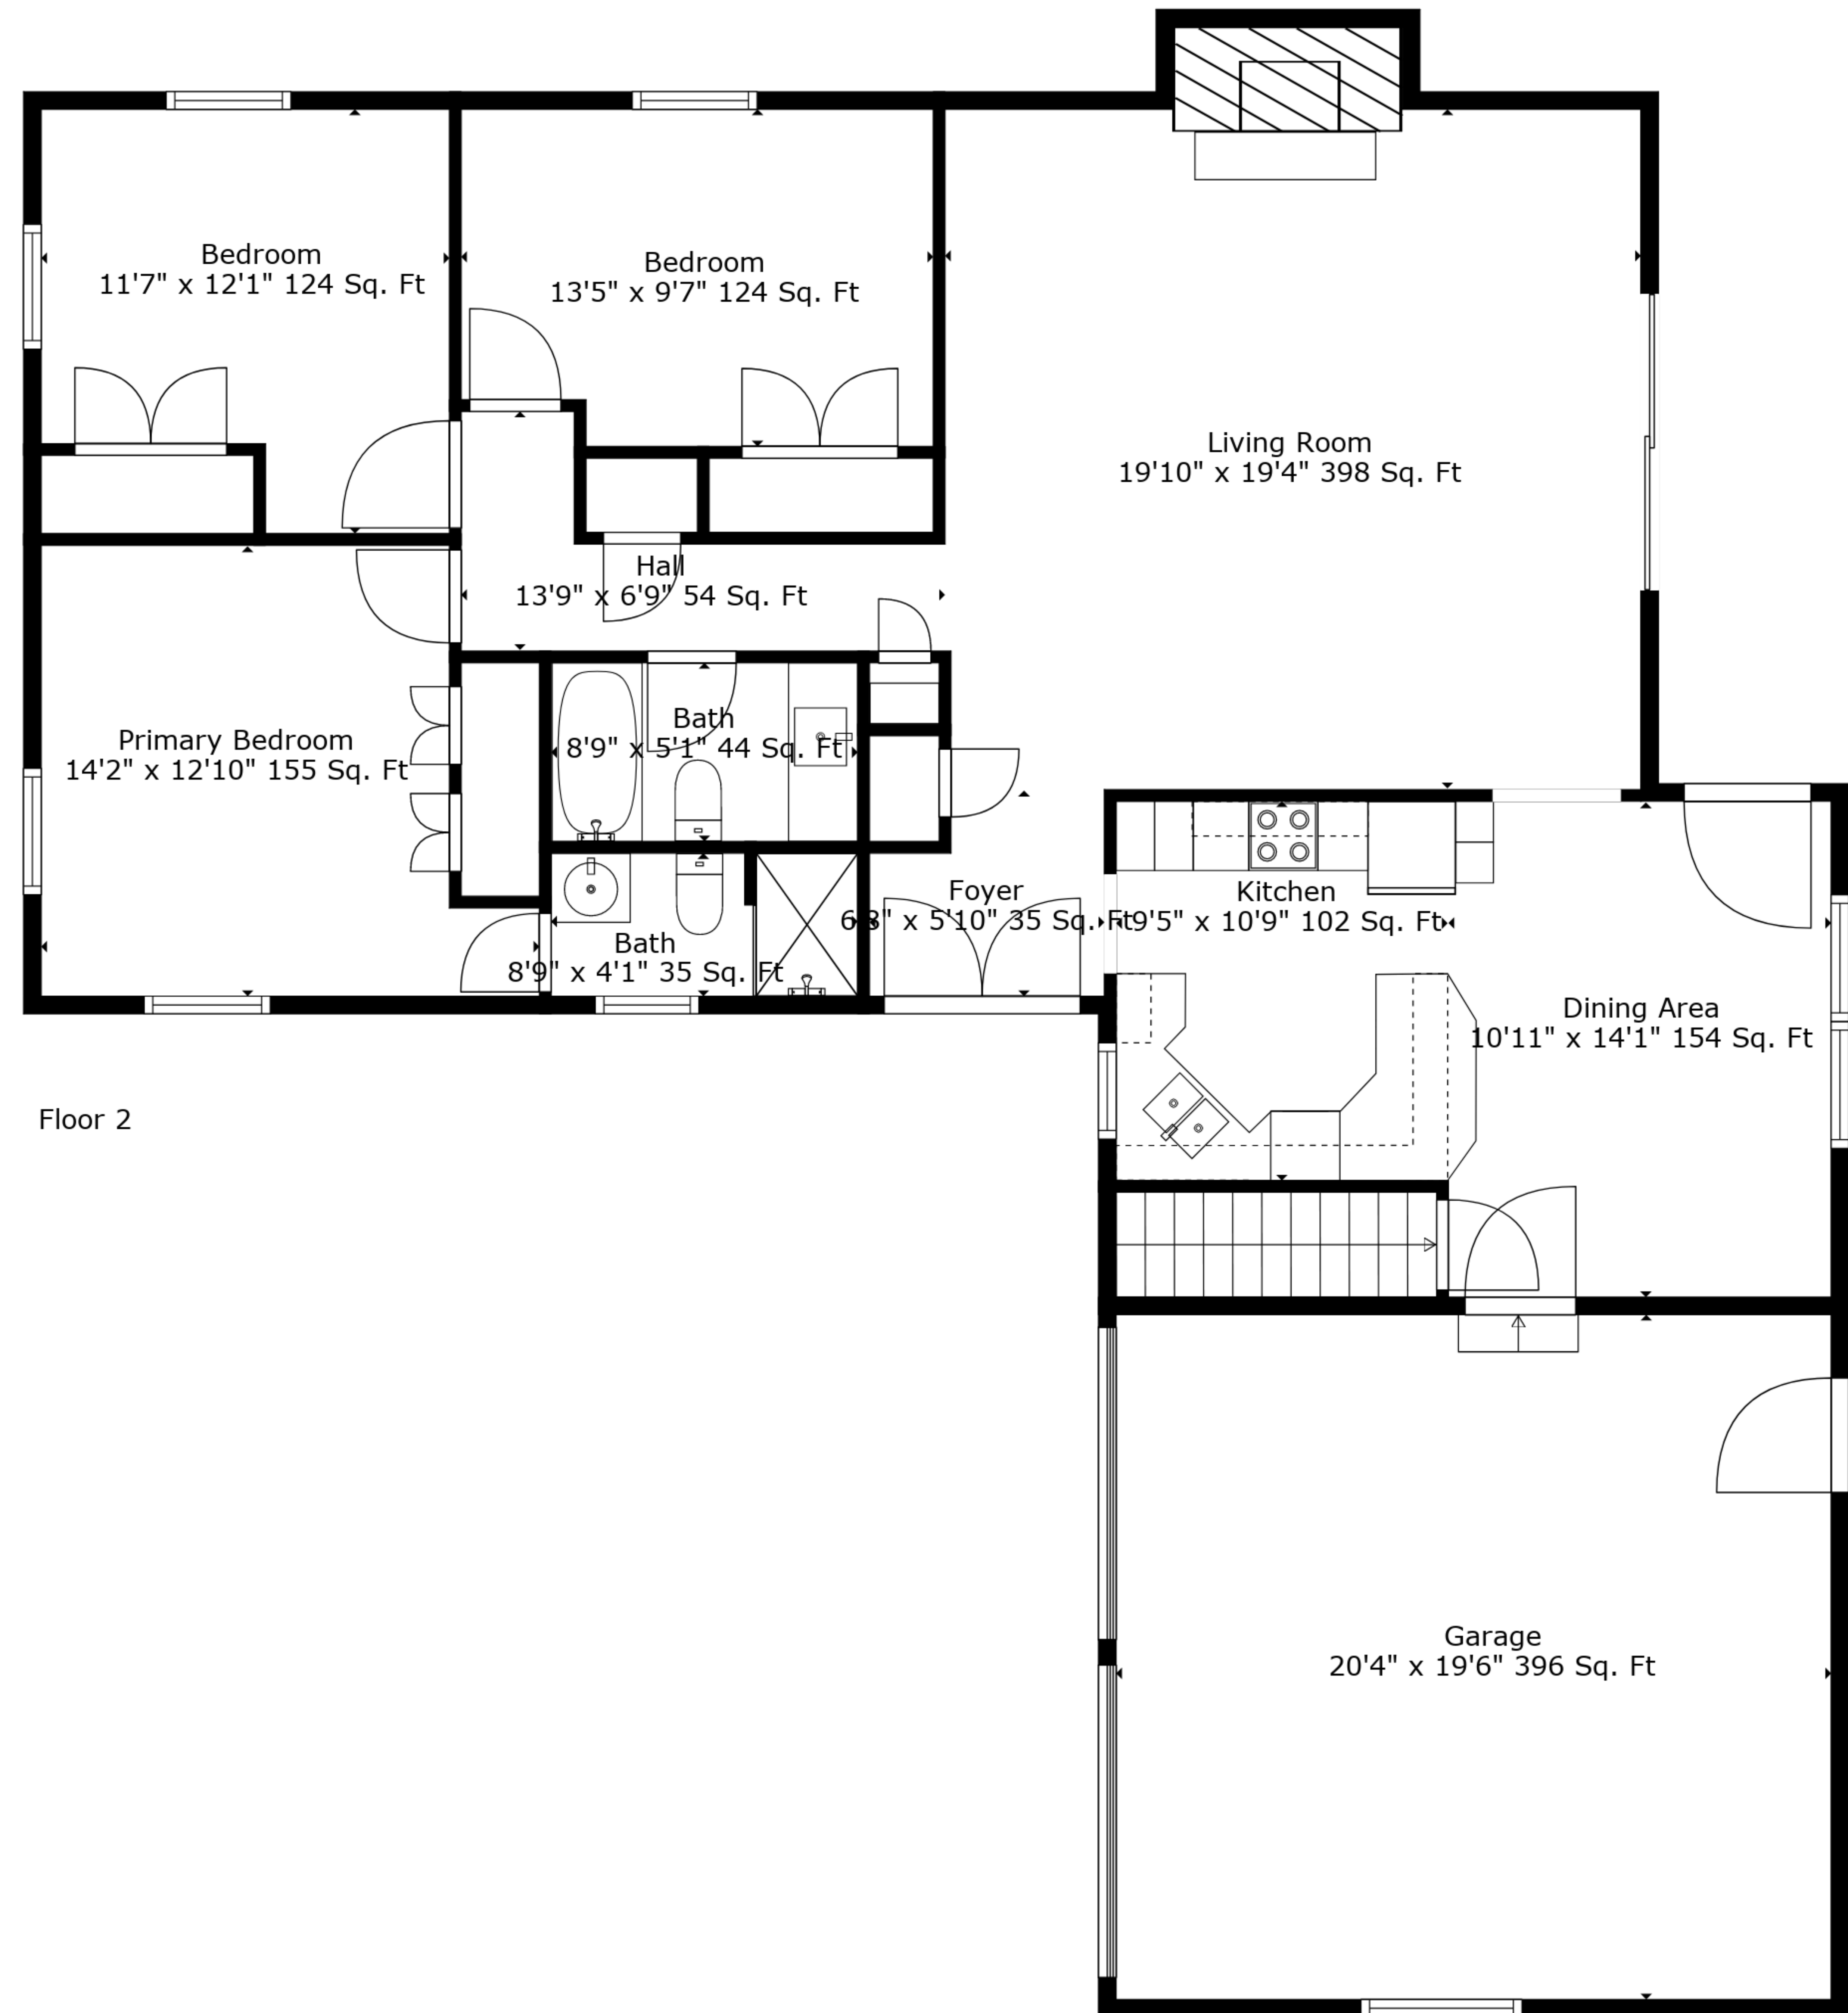 Bedroom
11'7" x 12'1" 124 Sq. Ft
Bedroom
13'5" x 9'7" 124 Sq. Ft
Living Room
19'10" x 19'4" 398 Sq. Ft
Hall
13'9" x 6'9" 54 Sq. Ft
Primary Bedroom
14'2" x 12'10" 155 Sq. Ft
Bath
8'9" x 5'1" 44 Sq. Ft
Foyer
6'8" x 5'10" 35 Sq. Ft
Kitchen
9'5" x 10'9" 102 Sq. Ft
Bath
8'9" x 4'1" 35 Sq. Ft
Dining Area
10'11" x 14'1" 154 Sq. Ft
Floor 2
Garage
20'4" x 19'6" 396 Sq. Ft